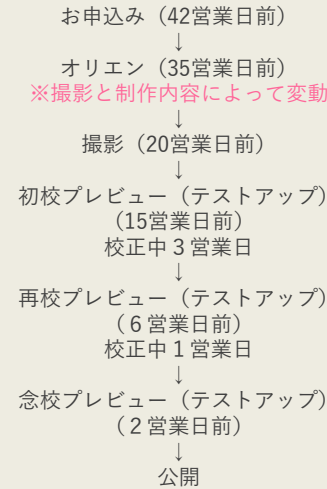 お申込み（42営業日前）
↓
オリエン（35営業日前）
※撮影と制作内容によって変動
↓
撮影（20営業日前）
↓
初校プレビュー（テストアップ）
（15営業日前）
校正中３営業日
↓
再校プレビュー（テストアップ）
（６営業日前）
校正中１営業日
↓
念校プレビュー（テストアップ）
（２営業日前）
↓
公開